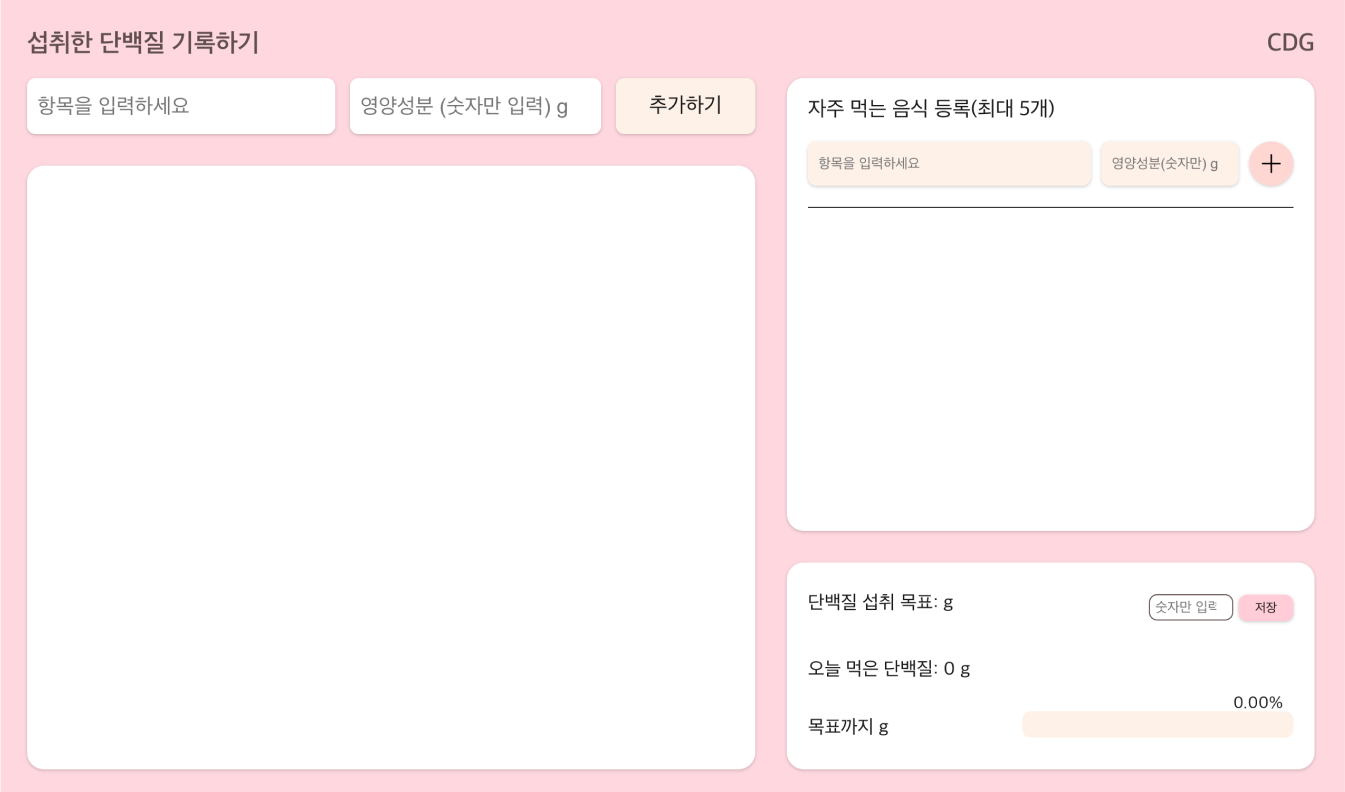 섭취한 단백질 기록하기
CDG
항목을 입력하세요
영양성분 (숫자만 입력) g
추가하기
자주 먹는 음식 등록(최대 5개)
항목을 입력하세요
영양성분(숫자만) g
+
단백질 섭취 목표: g
숫자만 입력
저장
오늘 먹은 단백질: 0 g
0.00%
목표까지 g